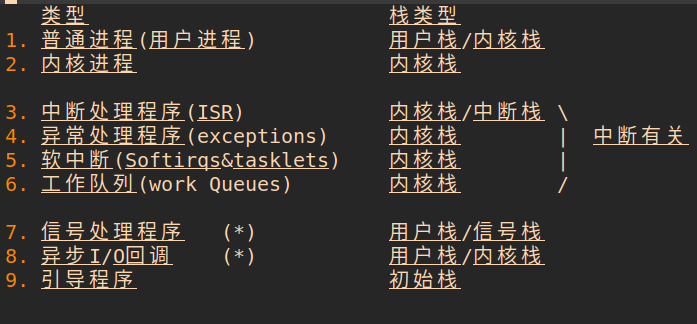 类型 栈类型
1. 普通进程(用户进程) 用户栈/内核栈
2. 内核进程 内核栈
3. 中断处理程序(ISR) 内核栈/中断栈 \
4. 异常处理程序(exceptions) 内核栈 | 中断有关
5. 软中断(Softirqs&tasklets) 内核栈 |
6. 工作队列(work Queues) 内核栈 /
7. 信号处理程序 (*) 用户栈/信号栈
8. 异步I/O回调 (*) 用户栈/内核栈
9. 引导程序 初始栈